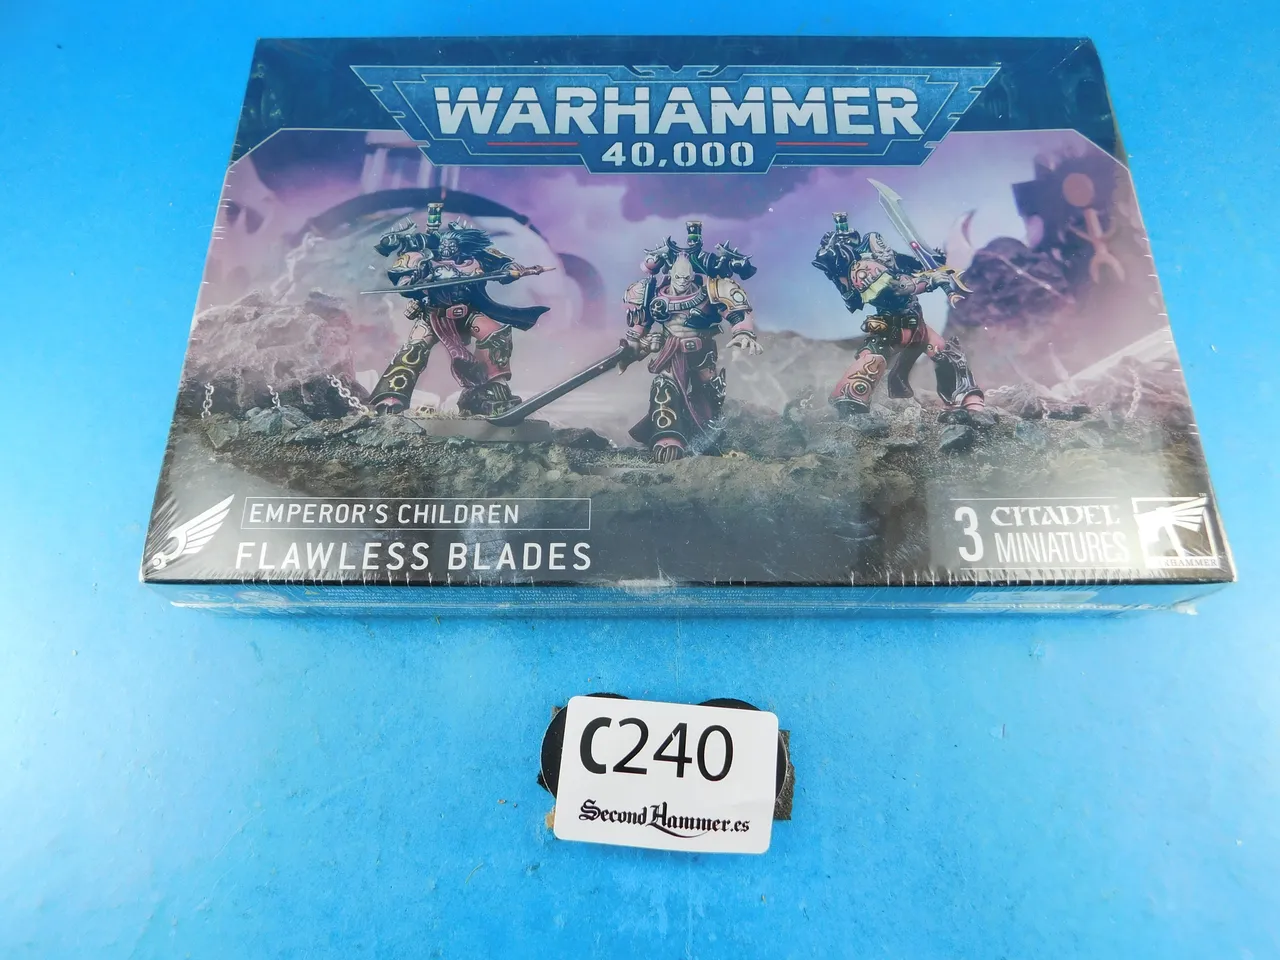 WARHAMMER
40,000
EMPEROR'S CHILDREN
FLAWLESS BLADES
3 CITADEL
MINIATURES
C240
SecondHammer.es